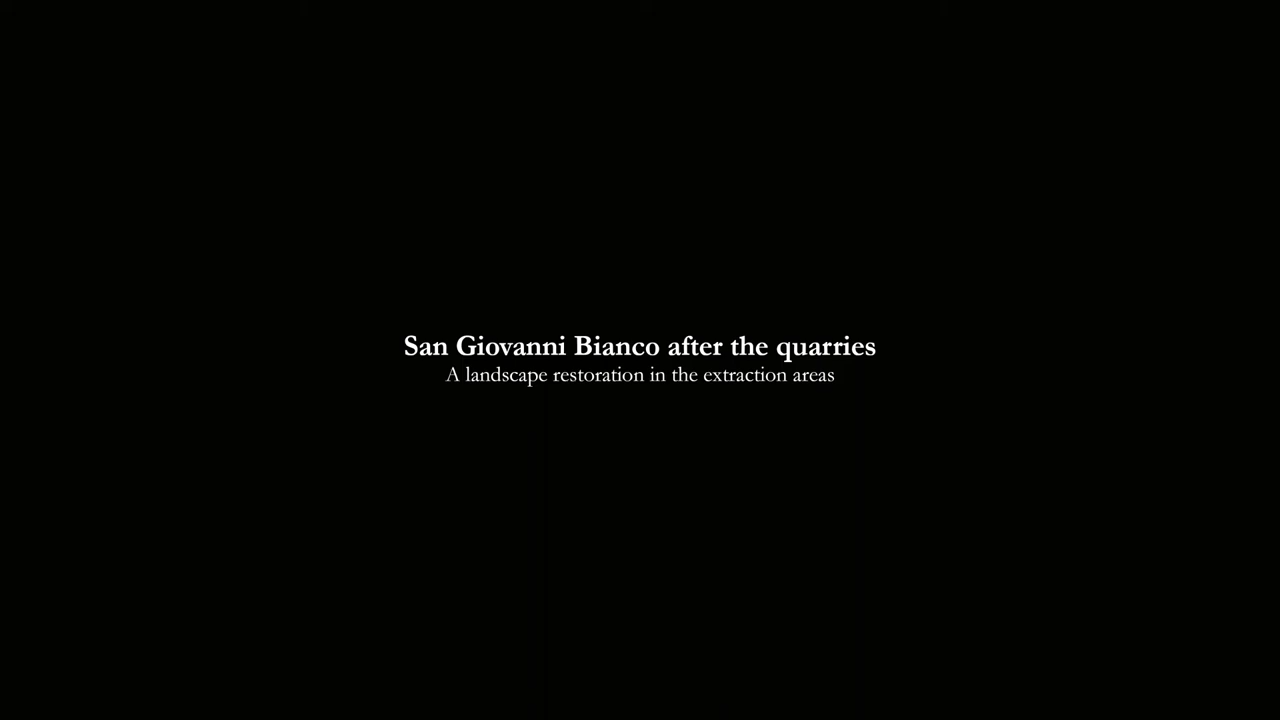 San Giovanni Bianco after the quarries
A landscape restoration in the extraction areas